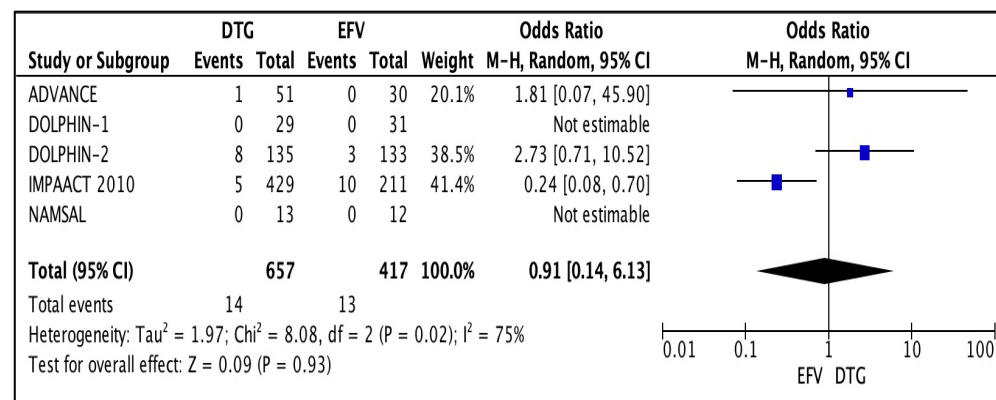 DTG EFV Odds Ratio Odds Ratio
Study or Subgroup Events Total Events Total Weight M-H, Random, 95% CI M-H, Random, 95% CI
ADVANCE 1 51 0 30 20.1% 1.81 [0.07, 45.90]
DOLPHIN-1 0 29 0 31 Not estimable
DOLPHIN-2 8 135 3 133 38.5% 2.73 [0.71, 10.52]
IMPAACT 2010 5 429 10 211 41.4% 0.24 [0.08, 0.70]
NAMSAL 0 13 0 12 Not estimable
Total (95% CI) 657 417 100.0% 0.91 [0.14, 6.13]
Total events 14 13
Heterogeneity: Tau² = 1.97; Chi² = 8.08, df = 2 (P = 0.02); I² = 75%
Test for overall effect: Z = 0.09 (P = 0.93)
0.01 0.1 1 10 100
EFV DTG